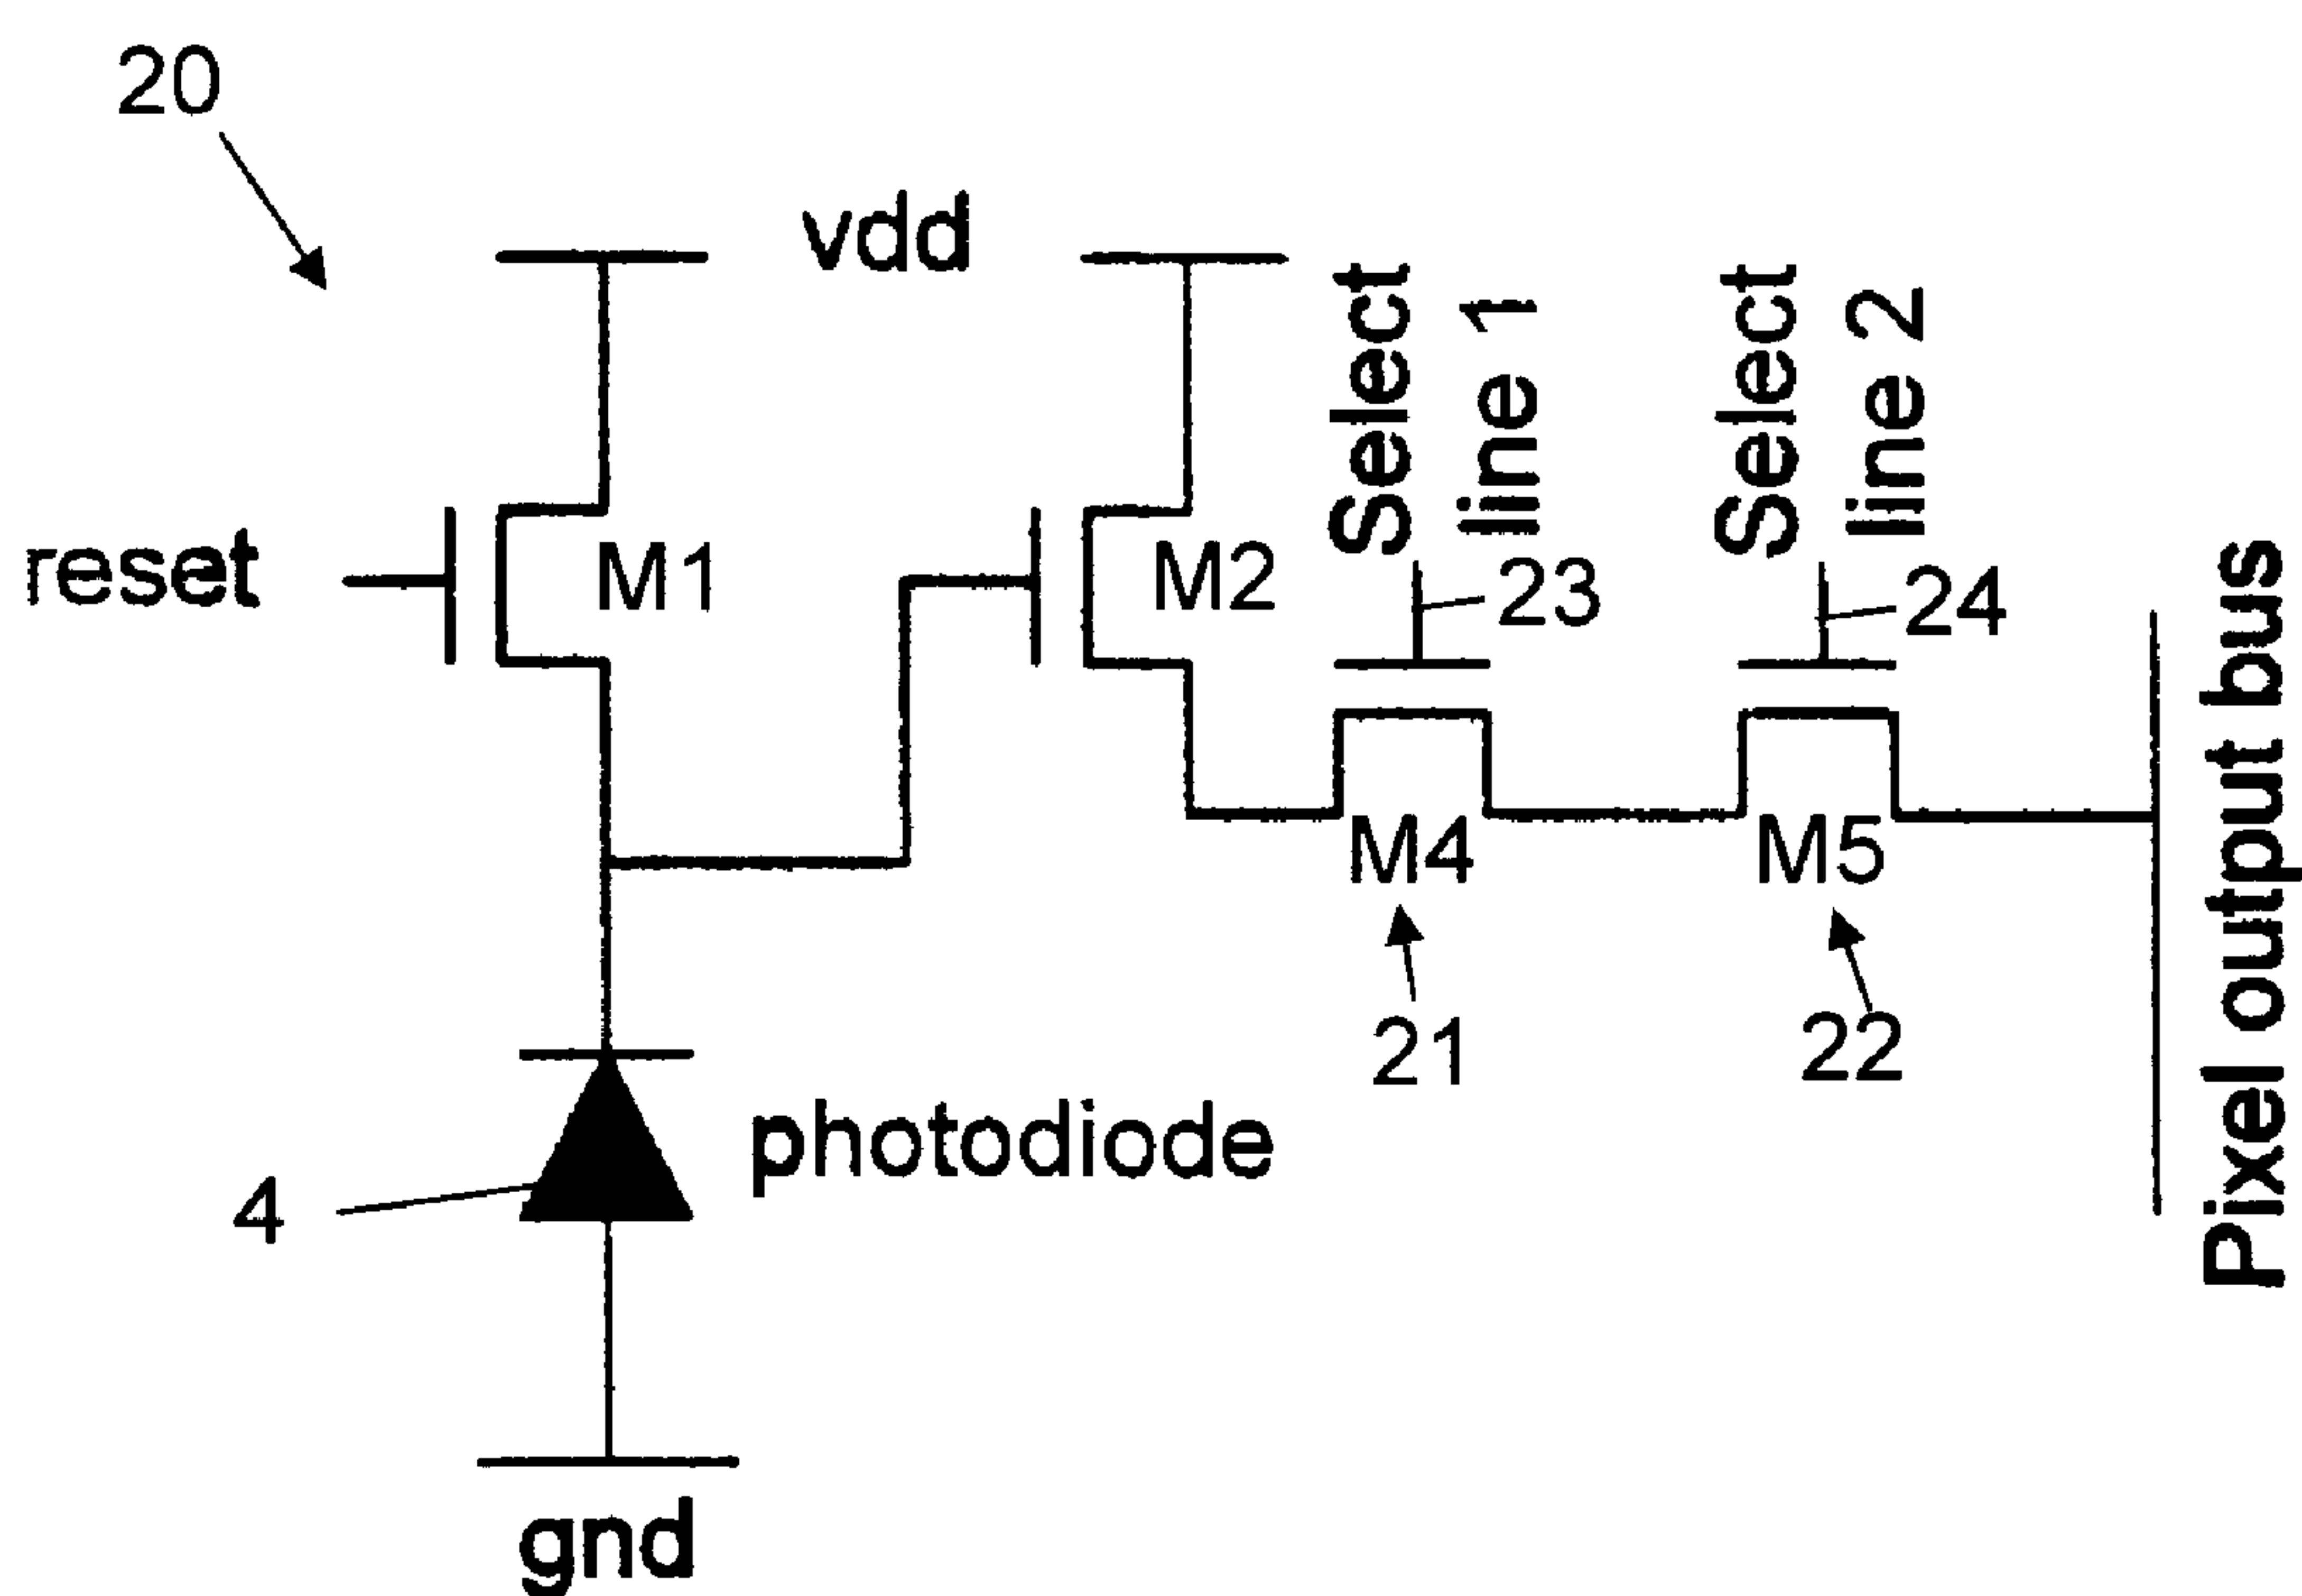 20
vdd
Select
line 1
Select
line 2
reset
M1
M2
23
24
Pixel output bus
M4
M5
21
22
photodiode
4
gnd